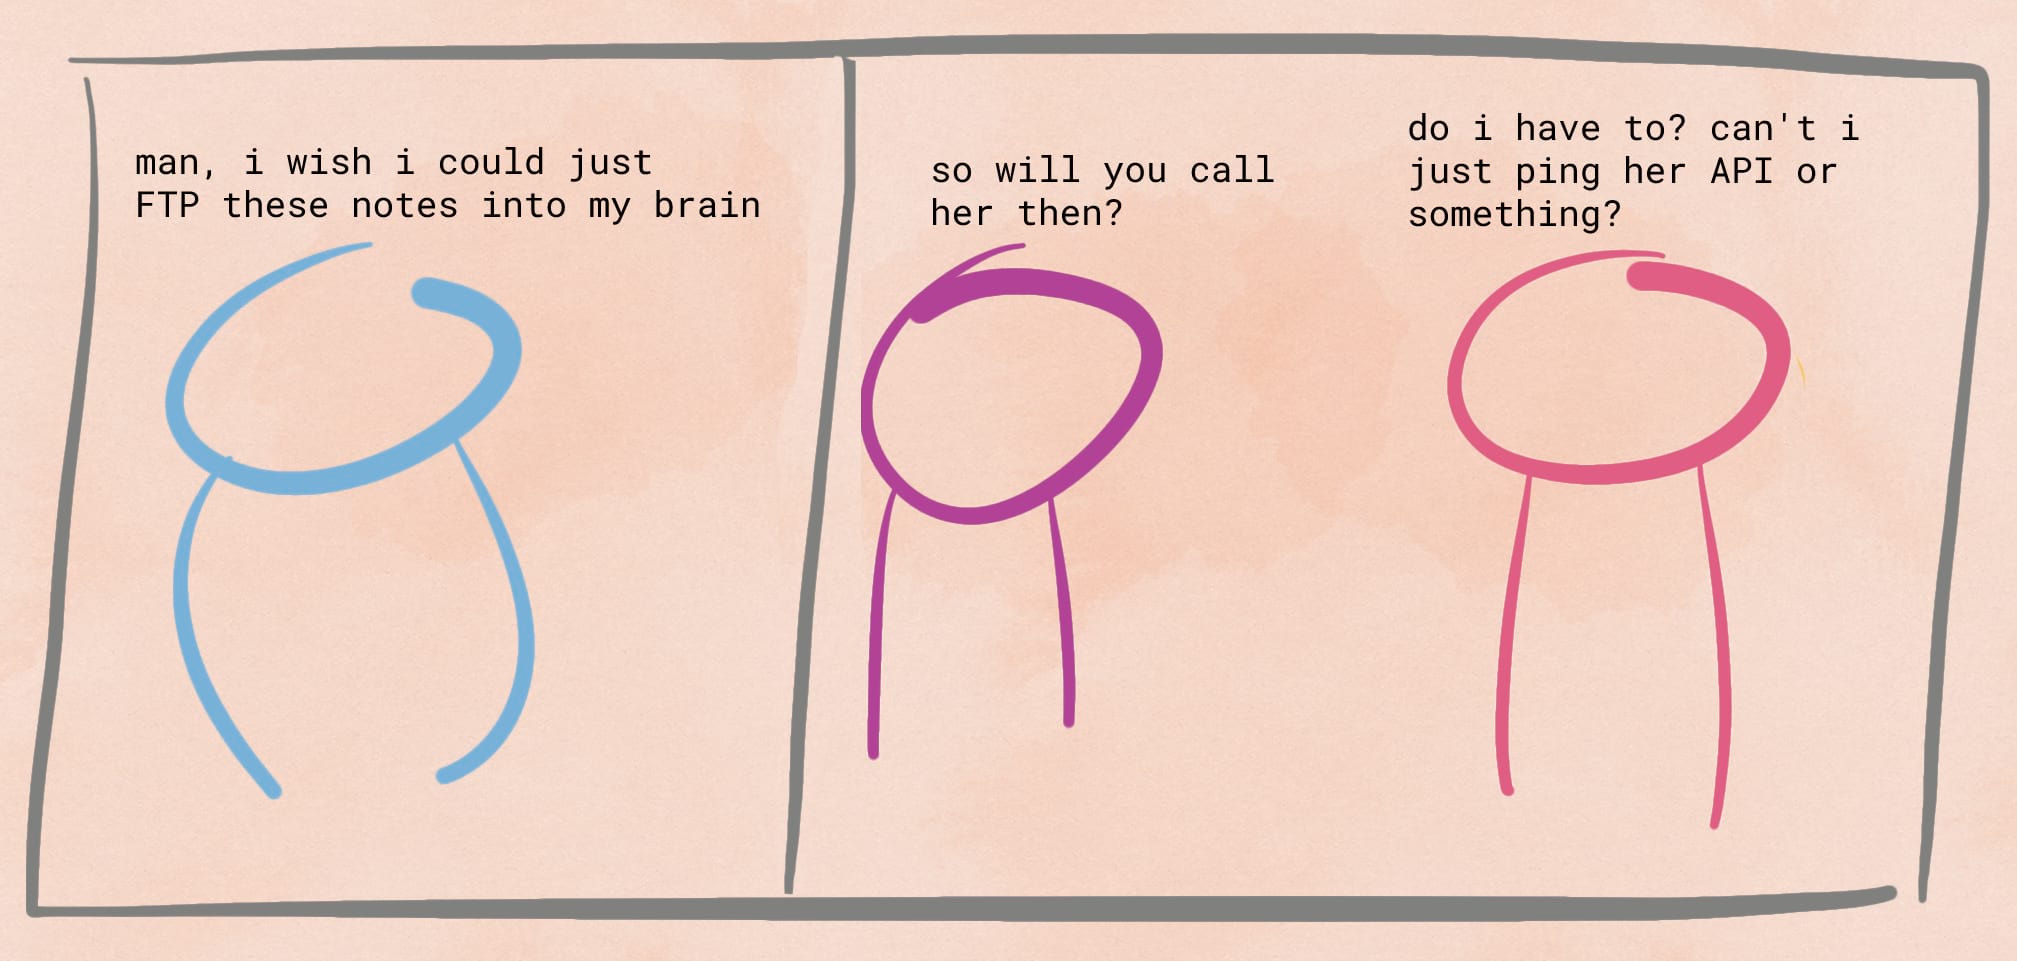 man, i wish i could just
FTP these notes into my brain
so will you call
her then?
do i have to? can't i
just ping her API or
something?